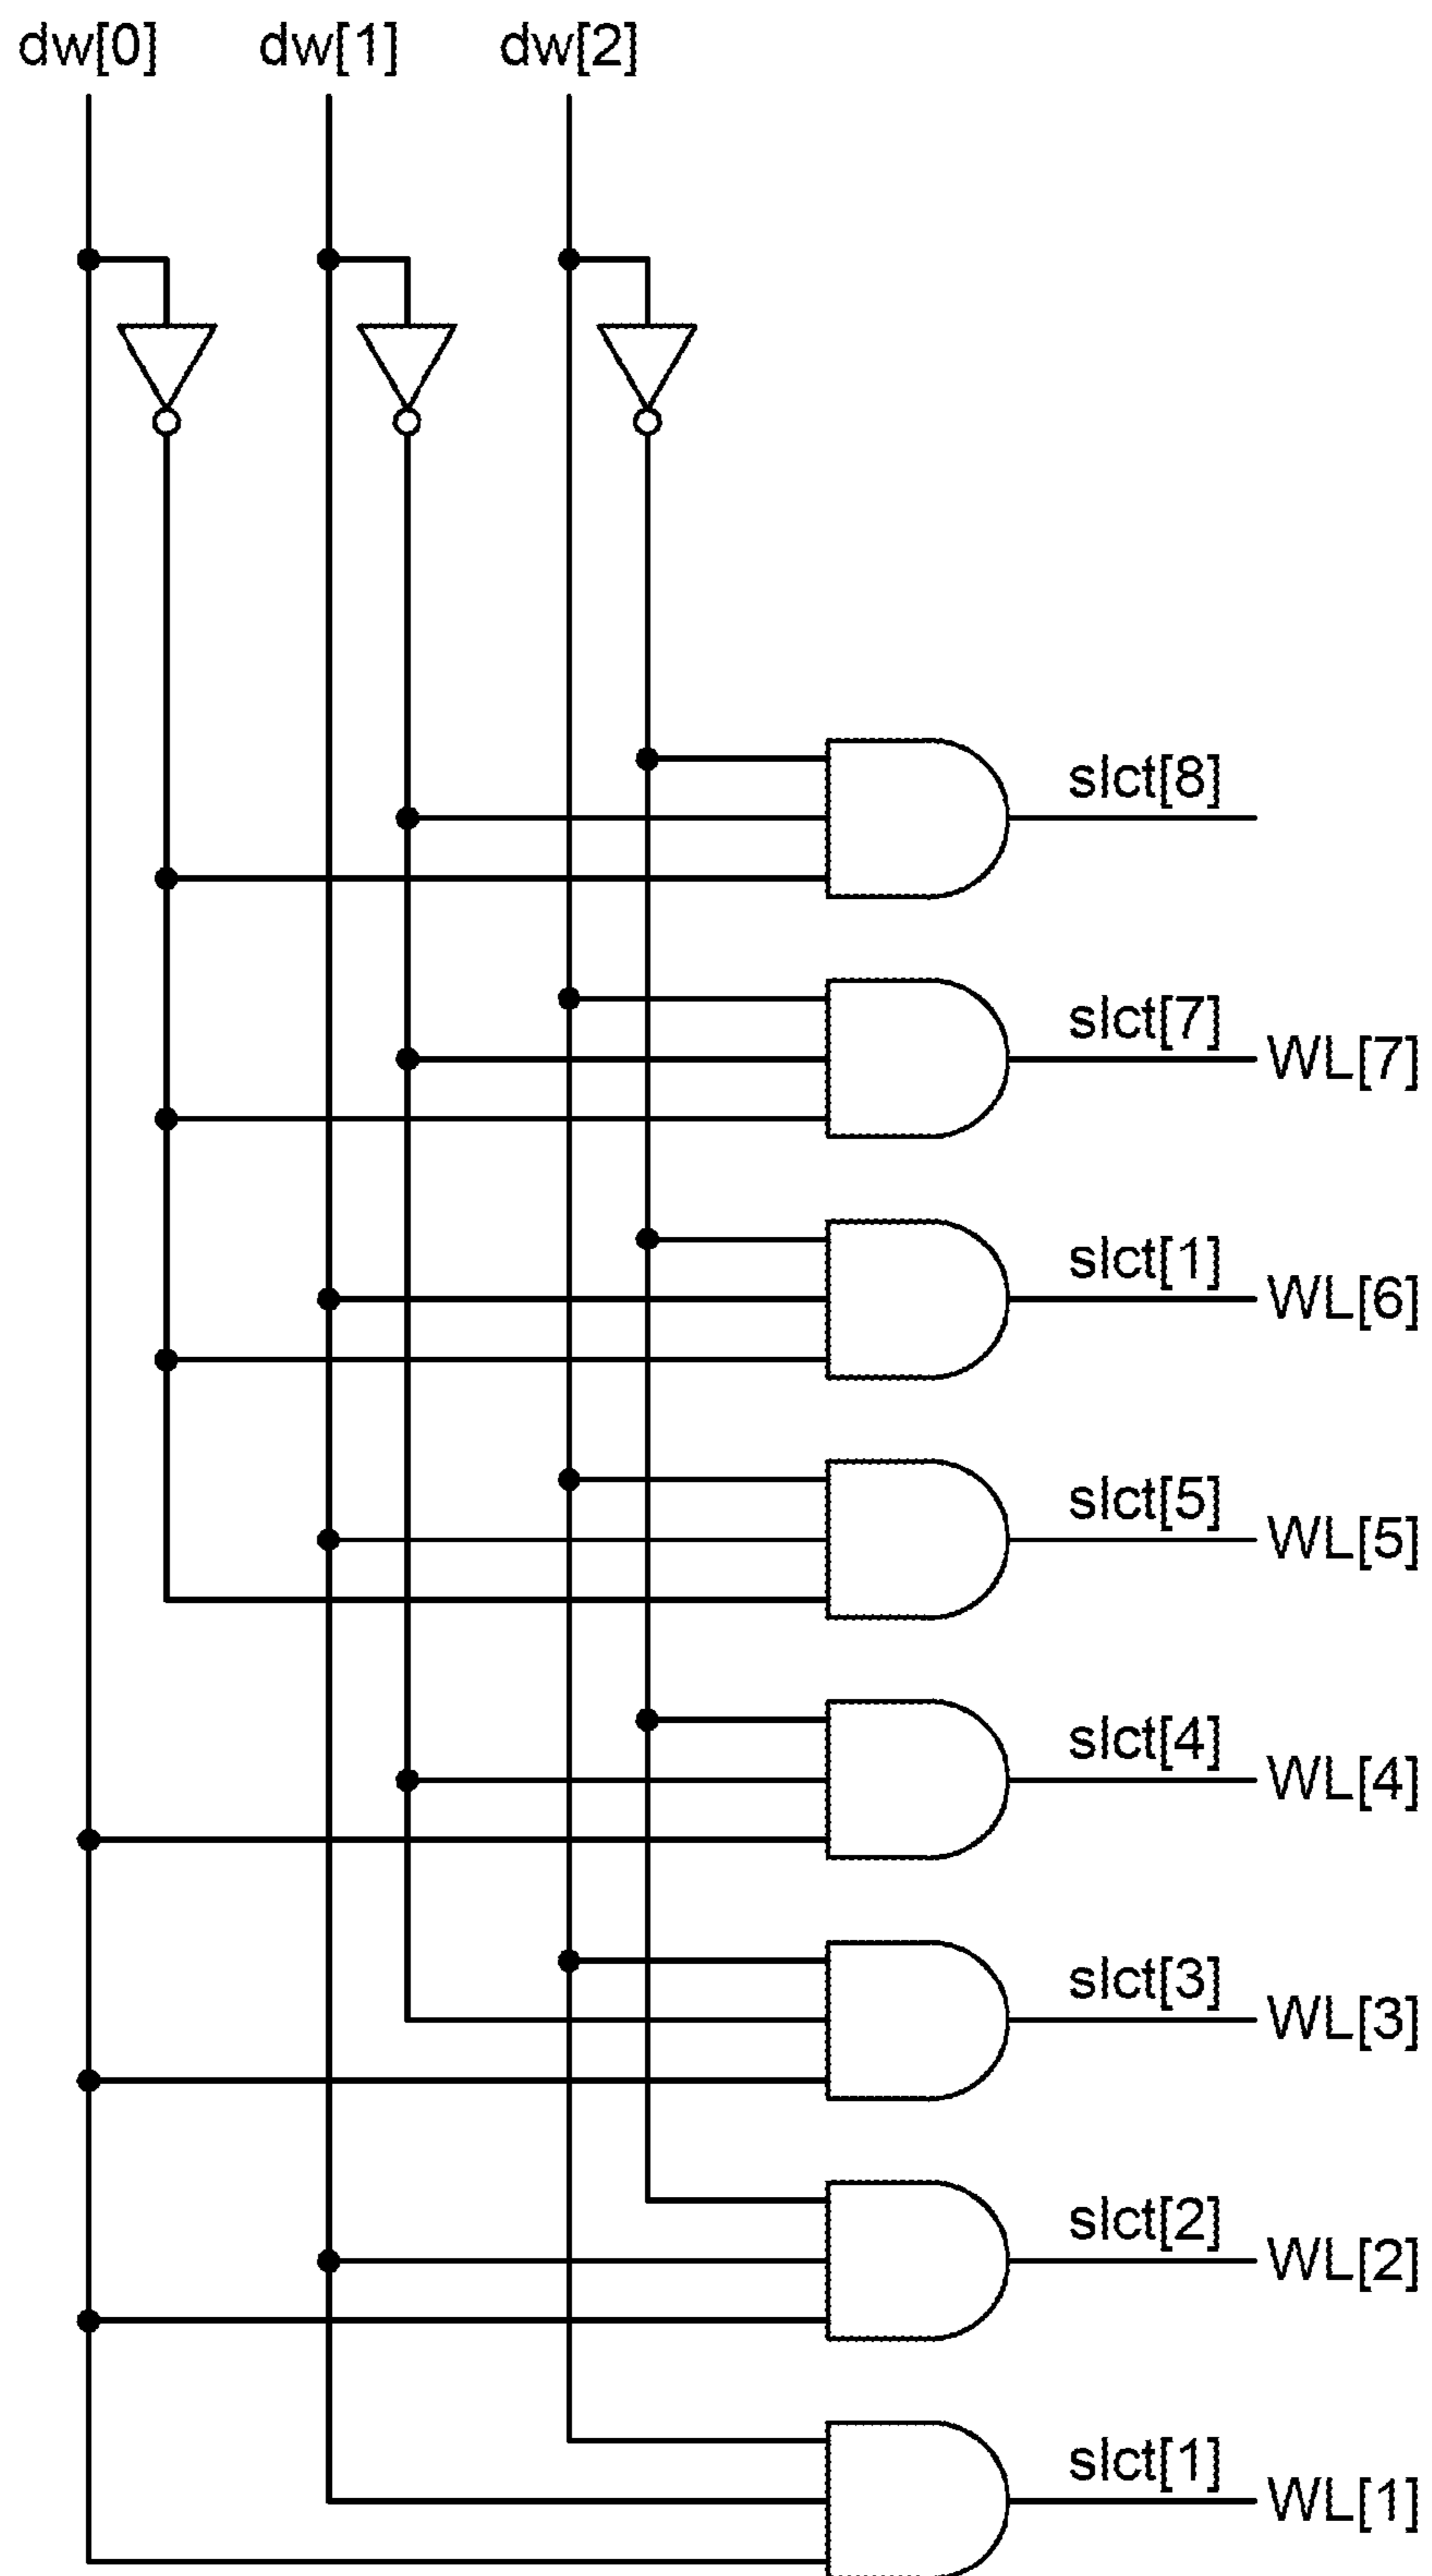 dw[0] dw[1] dw[2]
slct[8]
slct[7]
WL[7]
slct[1]
WL[6]
slct[5]
WL[5]
slct[4]
WL[4]
slct[3]
WL[3]
slct[2]
WL[2]
slct[1]
WL[1]